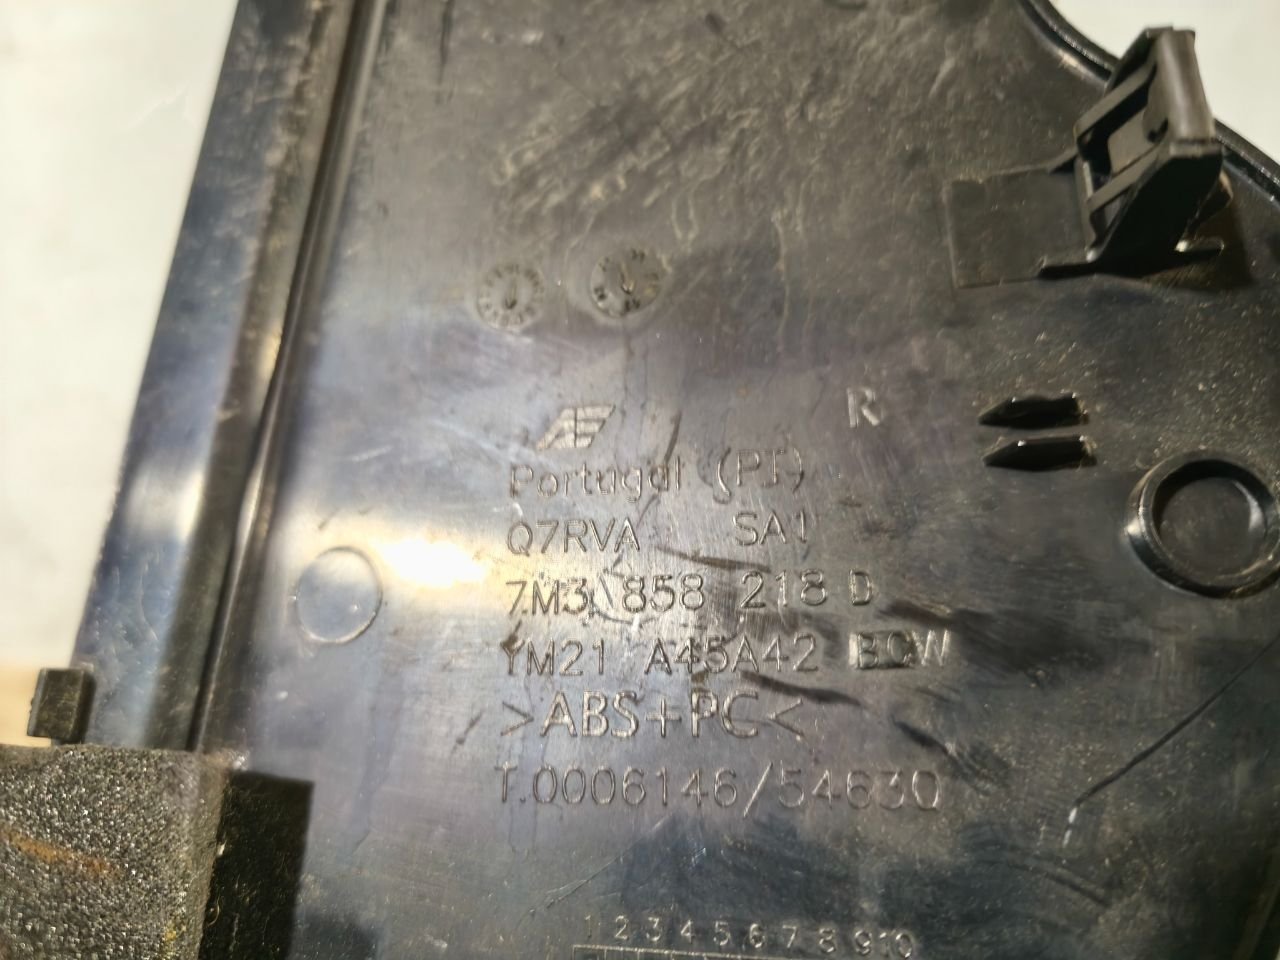 R
Portugal (PT)
Q7RVA SA1
7M3 858 218 D
YM21 A45A42 BCW
>ABS+PC<
T.0006146/54630
1 2 3 4 5 6 7 8 9 10